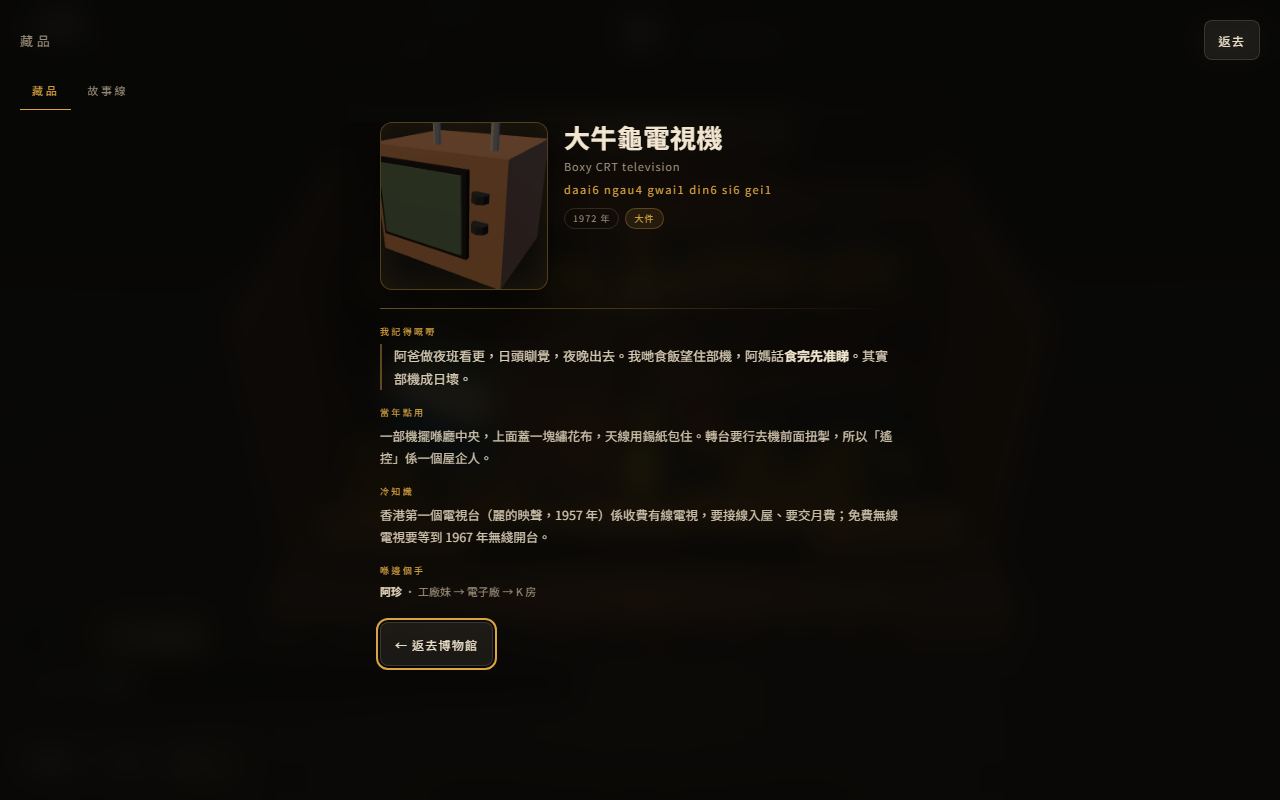 藏品
返去
藏品
故事線
大牛龜電視機
Boxy CRT television
daai6 ngau4 gwai1 din6 si6 gei1
1972 年
大件
我記得嘅嘢
阿爸做夜班看更，日頭瞓覺，夜晚出去。我哋食飯望住部機，阿媽話食完先准睇。其實
部機成日壞。
當年點用
一部機擺喺廳中央，上面蓋一塊繡花布，天線用錫紙包住。轉台要行去機前面扭掣，所以「遙
控」係一個屋企人。
冷知識
香港第一個電視台（麗的映聲，1957 年）係收費有線電視，要接線入屋、要交月費；免費無線
電視要等到 1967 年無綫開台。
喺邊個手
阿珍 · 工廠妹 → 電子廠 → K 房
← 返去博物館